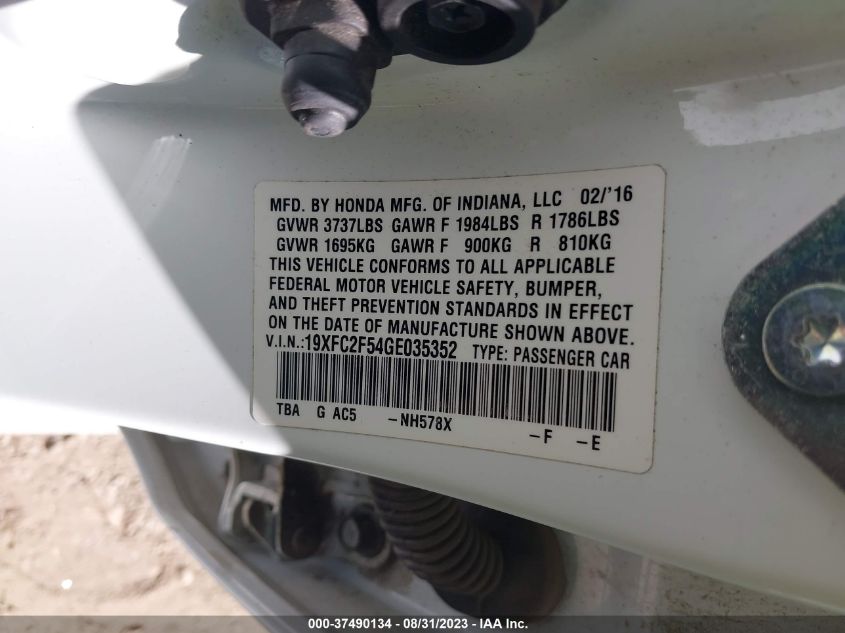 MFD. BY HONDA MFG. OF INDIANA, LLC 02/'16
GVWR 3737LBS GAWR F 1984LBS R 1786LBS
GVWR 1695KG GAWR F 900KG R 810KG
THIS VEHICLE CONFORMS TO ALL APPLICABLE
FEDERAL MOTOR VEHICLE SAFETY, BUMPER,
AND THEFT PREVENTION STANDARDS IN EFFECT
ON THE DATE OF MANUFACTURE SHOWN ABOVE.
V.I.N.:19XFC2F54GE035352 TYPE: PASSENGER CAR
TBA G AC5 -NH578X -F -E
000-37490134 - 08/31/2023 - IAA Inc.